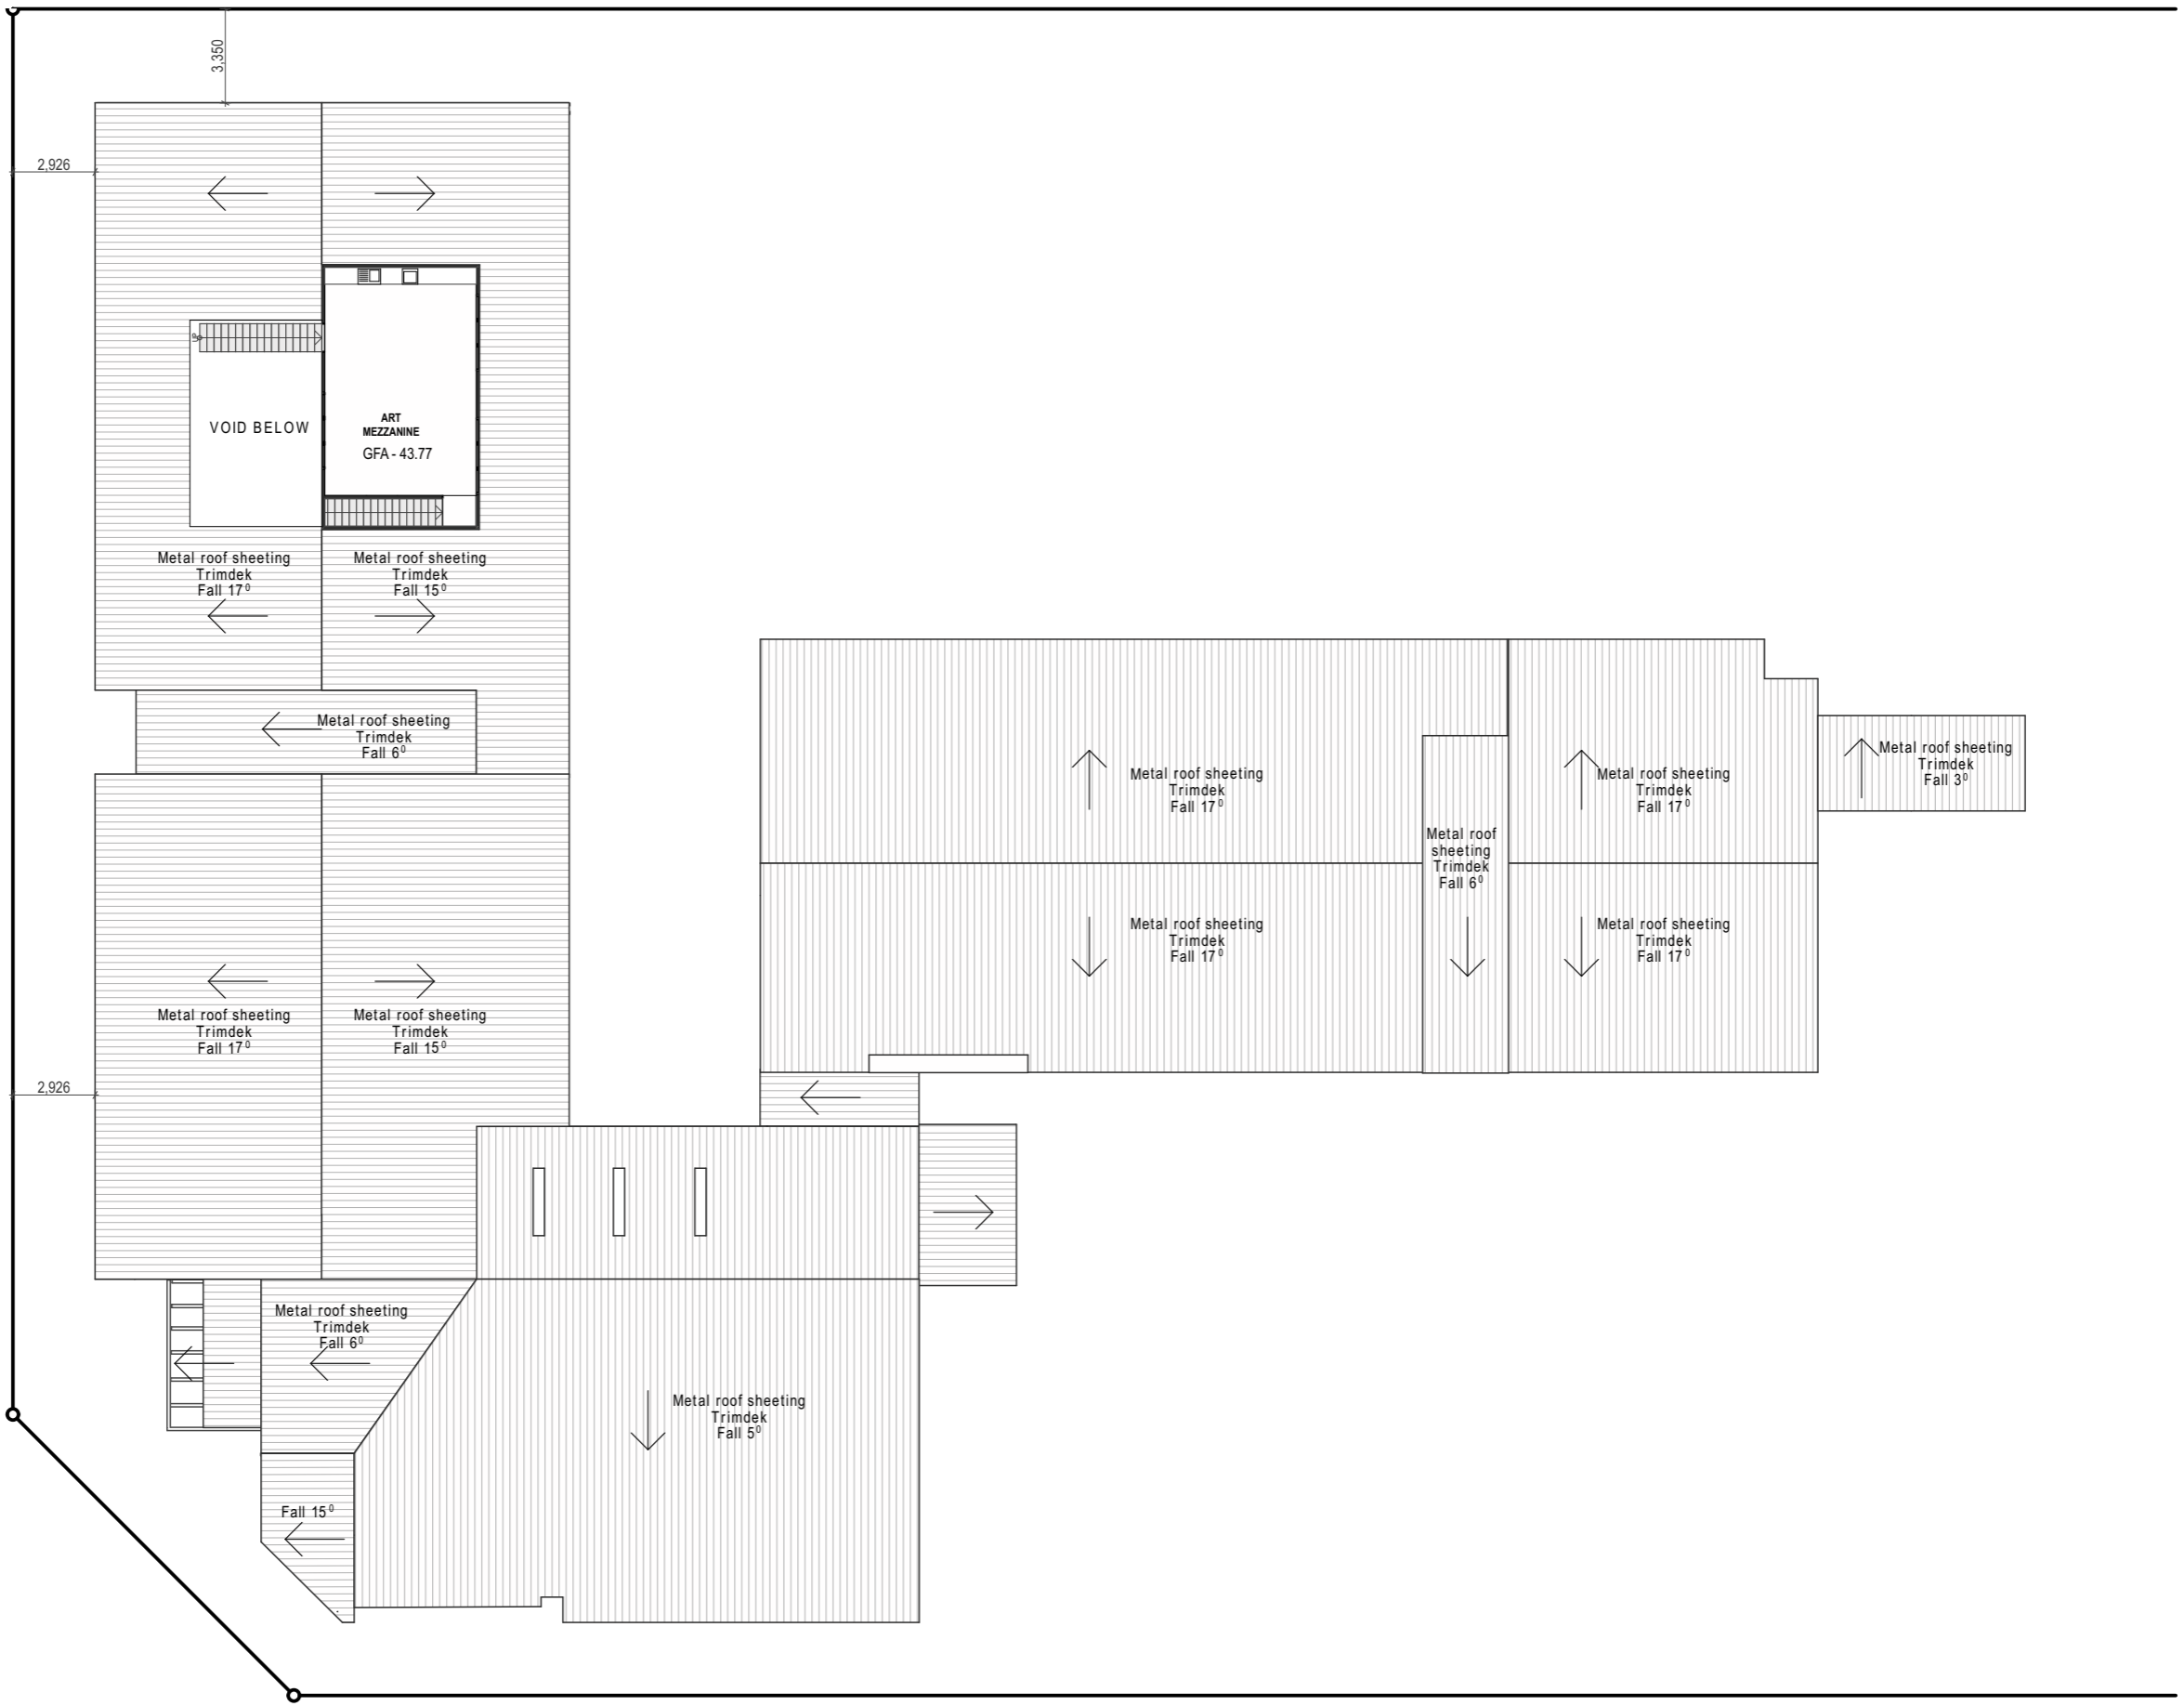 3,350
2,926
VOID BELOW
ART
MEZZANINE
GFA - 43.77
Metal roof sheeting
Trimdek
Fall 17⁰
Metal roof sheeting
Trimdek
Fall 15⁰
Metal roof sheeting
Trimdek
Fall 6⁰
Metal roof sheeting
Trimdek
Fall 17⁰
Metal roof sheeting
Trimdek
Fall 17⁰
Metal roof sheeting
Trimdek
Fall 3⁰
Metal roof
sheeting
Trimdek
Fall 6⁰
Metal roof sheeting
Trimdek
Fall 17⁰
Metal roof sheeting
Trimdek
Fall 17⁰
Metal roof sheeting
Trimdek
Fall 17⁰
Metal roof sheeting
Trimdek
Fall 15⁰
2,926
Metal roof sheeting
Trimdek
Fall 6⁰
Metal roof sheeting
Trimdek
Fall 5⁰
Fall 15⁰